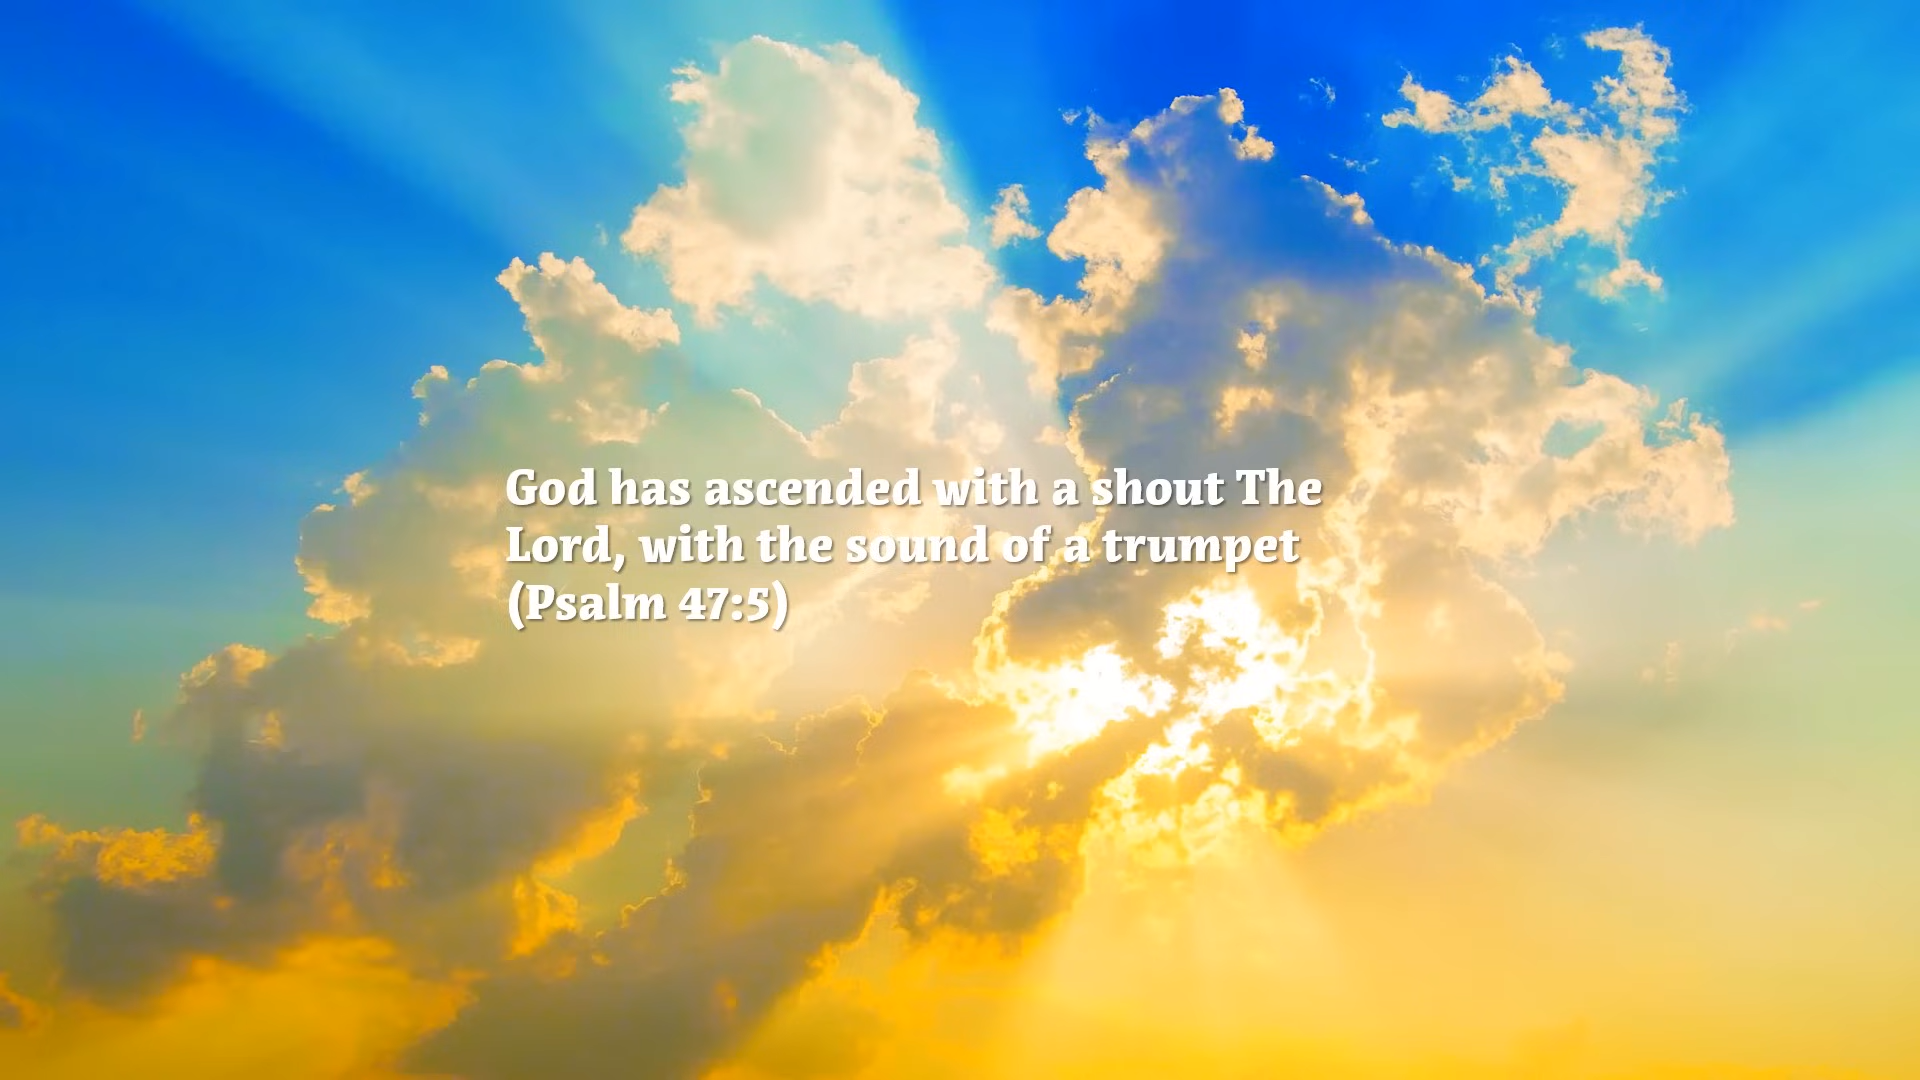 God has ascended with a shout The
Lord, with the sound of a trumpet
(Psalm 47:5)